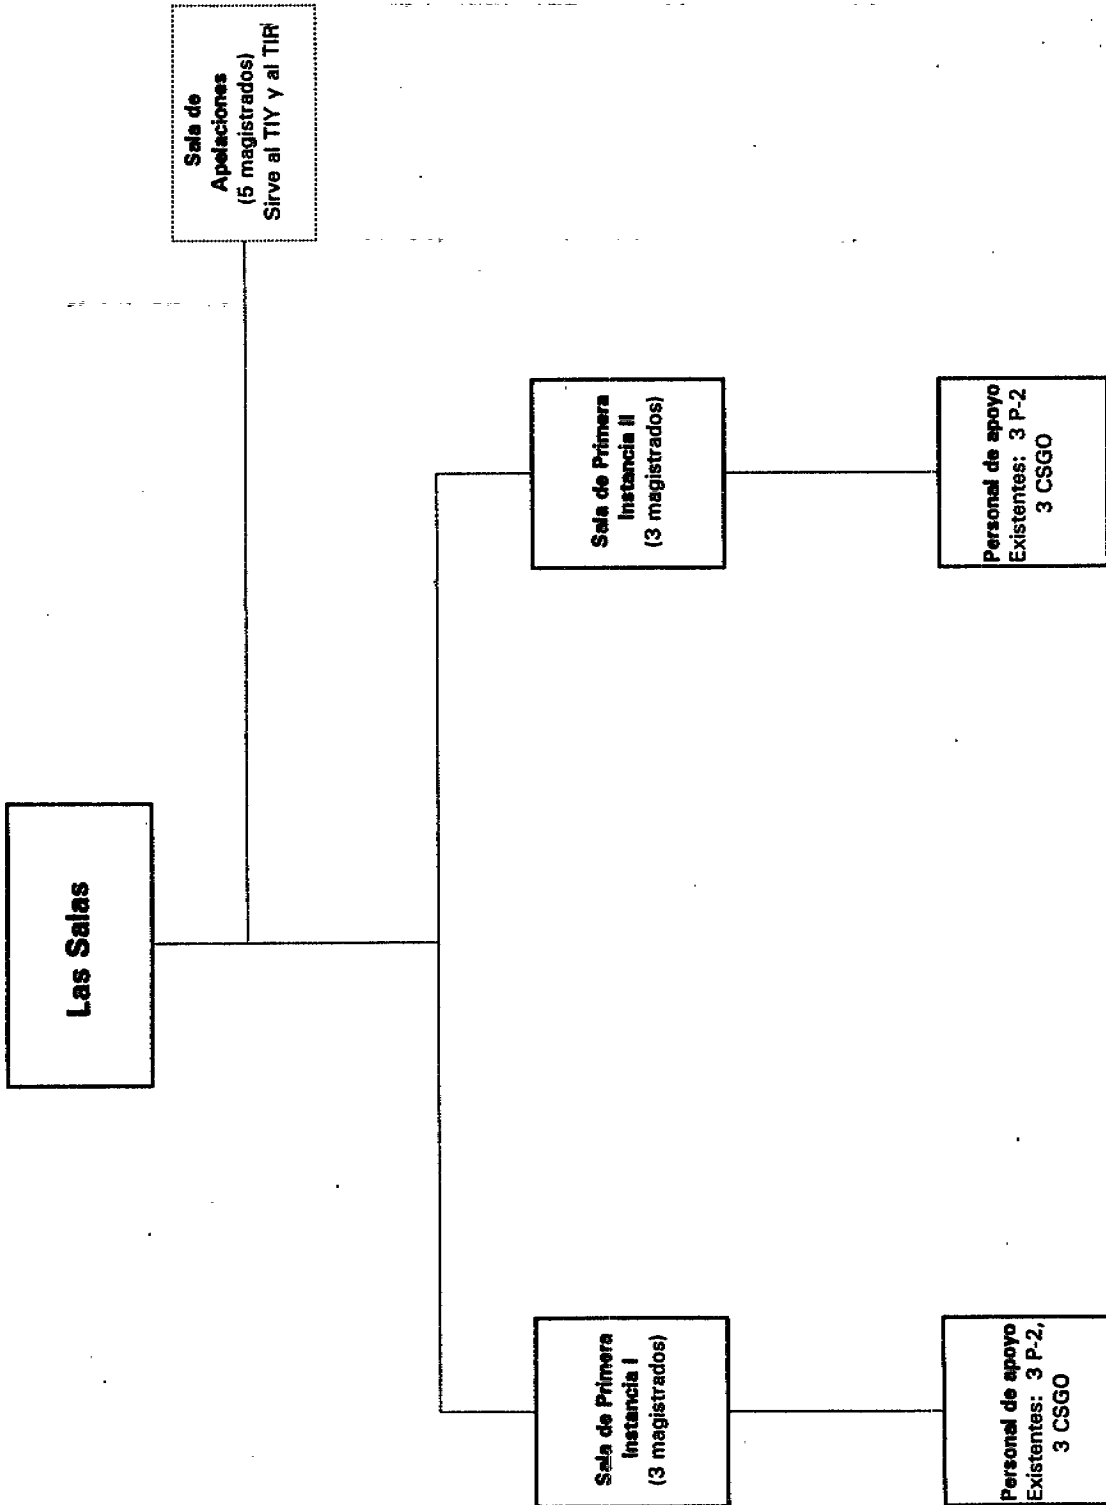 Las Salas
Sala de
Apelaciones
(5 magistrados)
Sirve al TIY y al TIR
Sala de Primera
Instancia I
(3 magistrados)
Sala de Primera
Instancia II
(3 magistrados)
Personal de apoyo
Existentes: 3 P-2,
3 CSGO
Personal de apoyo
Existentes: 3 P-2
3 CSGO